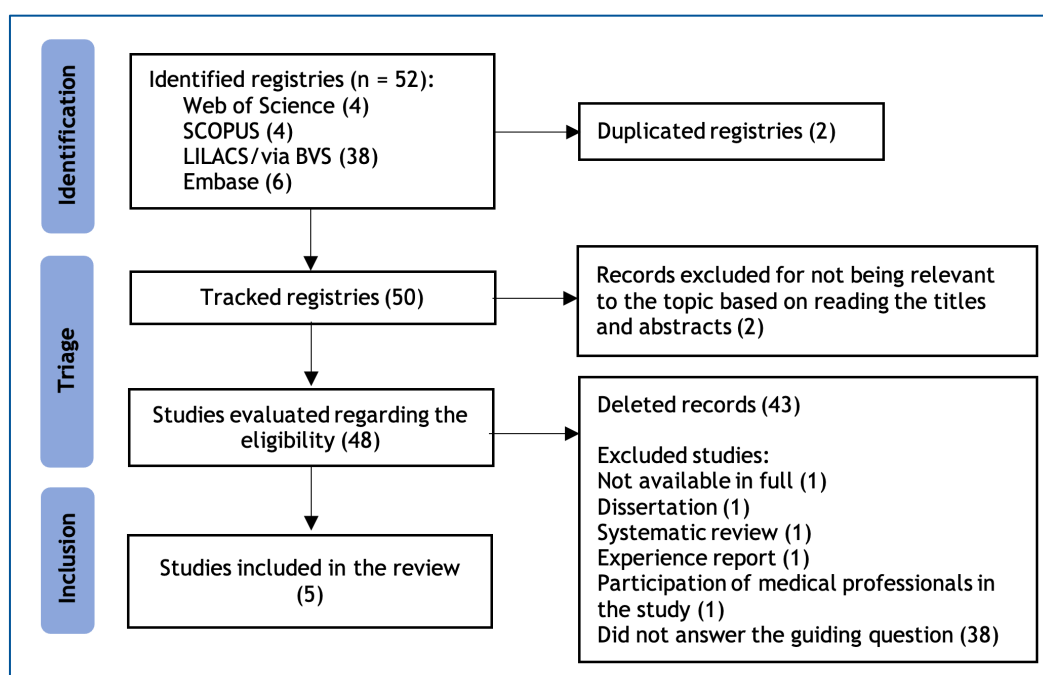 Identification
Identified registries (n = 52):
Web of Science (4)
SCOPUS (4)
LILACS/via BVS (38)
Embase (6)
Duplicated registries (2)
Triage
Tracked registries (50)
Records excluded for not being relevant
to the topic based on reading the titles
and abstracts (2)
Studies evaluated regarding the
eligibility (48)
Deleted records (43)
Excluded studies:
Not available in full (1)
Dissertation (1)
Systematic review (1)
Experience report (1)
Participation of medical professionals in
the study (1)
Did not answer the guiding question (38)
Inclusion
Studies included in the review
(5)